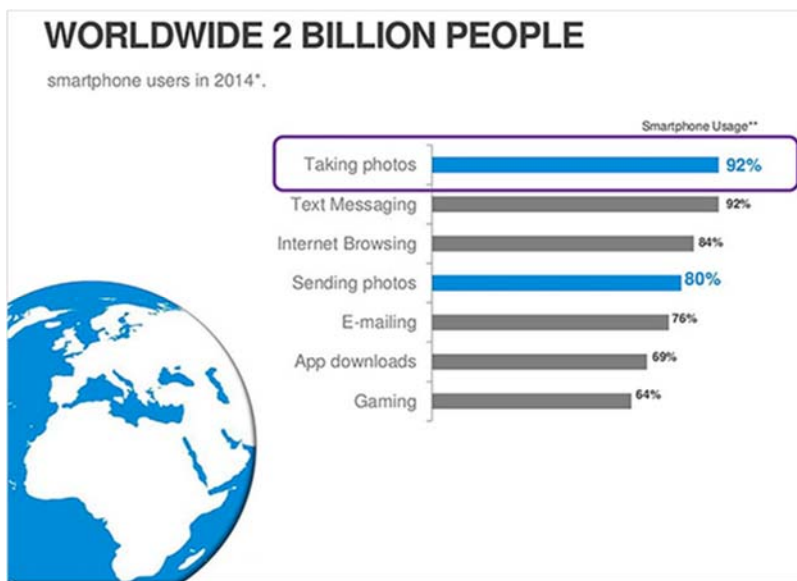 WORLDWIDE 2 BILLION PEOPLE
smartphone users in 2014*.
Smartphone Usage**
Taking photos 92%
Text Messaging 92%
Internet Browsing 84%
Sending photos 80%
E-mailing 76%
App downloads 69%
Gaming 64%